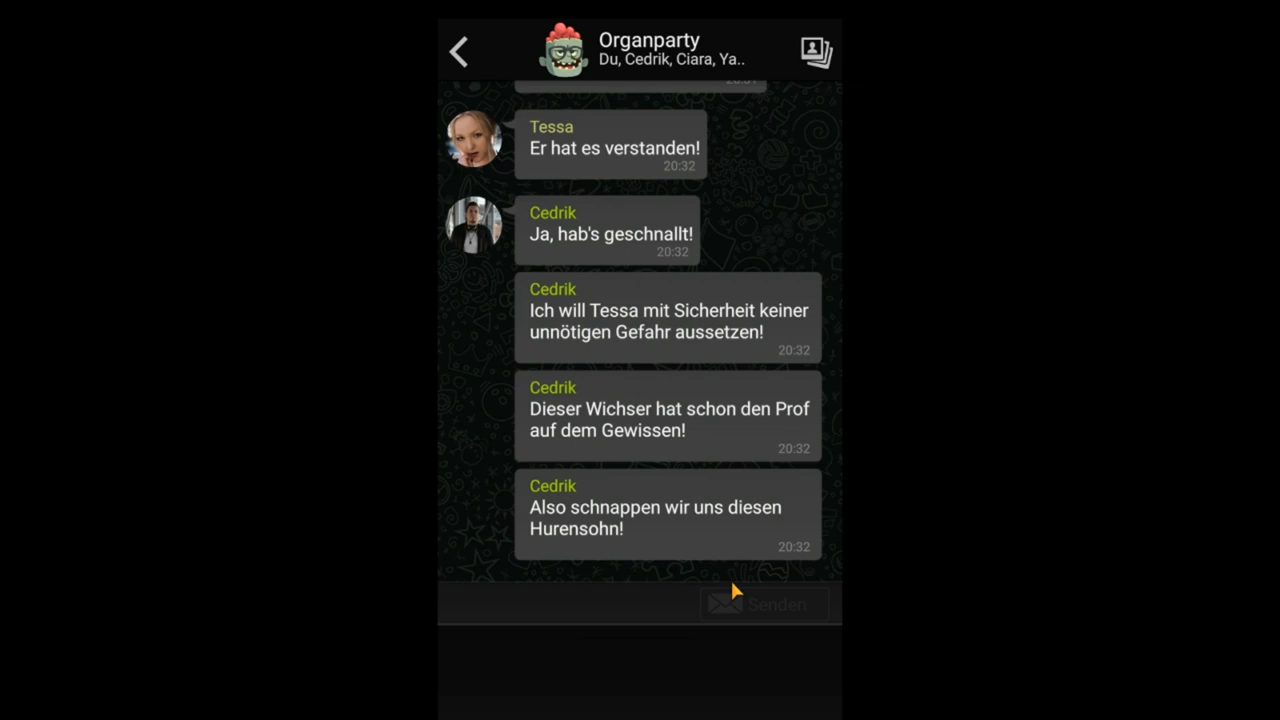 Organparty
Du, Cedrik, Ciara, Ya..
Tessa
Er hat es verstanden!
20:32
Cedrik
Ja, hab's geschnallt!
20:32
Cedrik
Ich will Tessa mit Sicherheit keiner
unnötigen Gefahr aussetzen!
20:32
Cedrik
Dieser Wichser hat schon den Prof
auf dem Gewissen!
20:32
Cedrik
Also schnappen wir uns diesen
Hurensohn!
20:32
Senden